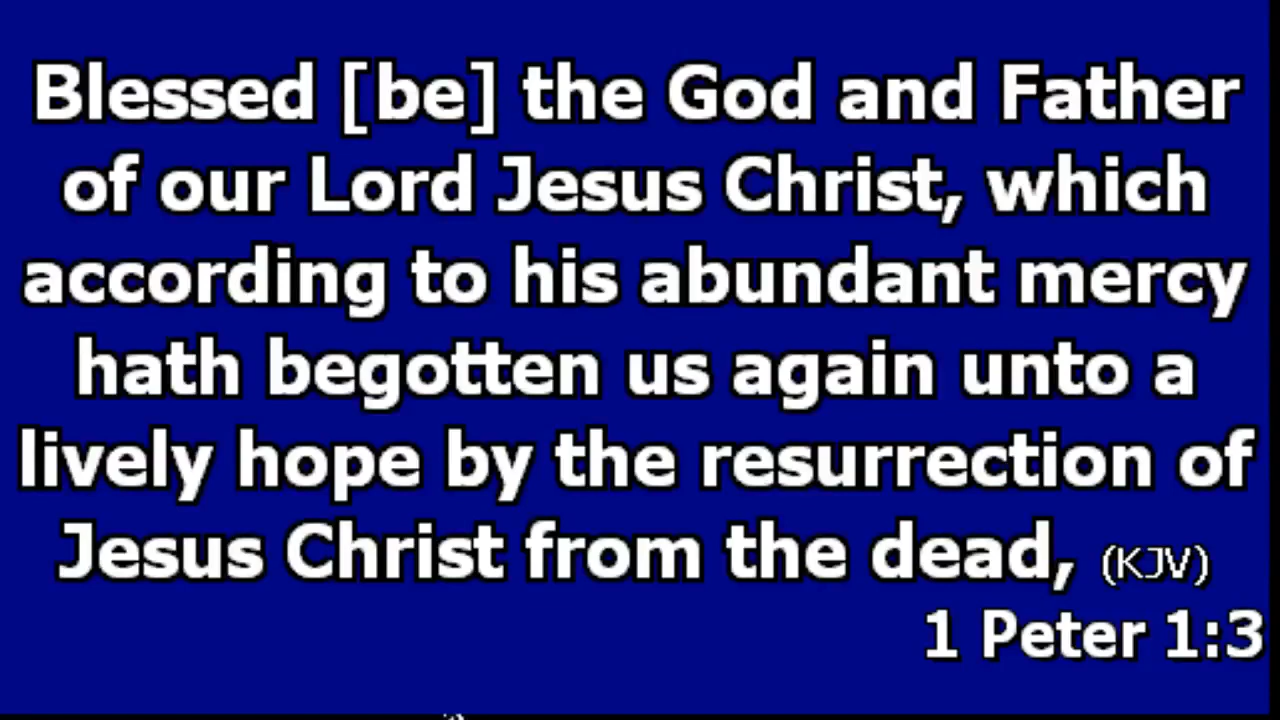 Blessed [be] the God and Father
of our Lord Jesus Christ, which
according to his abundant mercy
hath begotten us again unto a
lively hope by the resurrection of
Jesus Christ from the dead, (KJV)
1 Peter 1:3